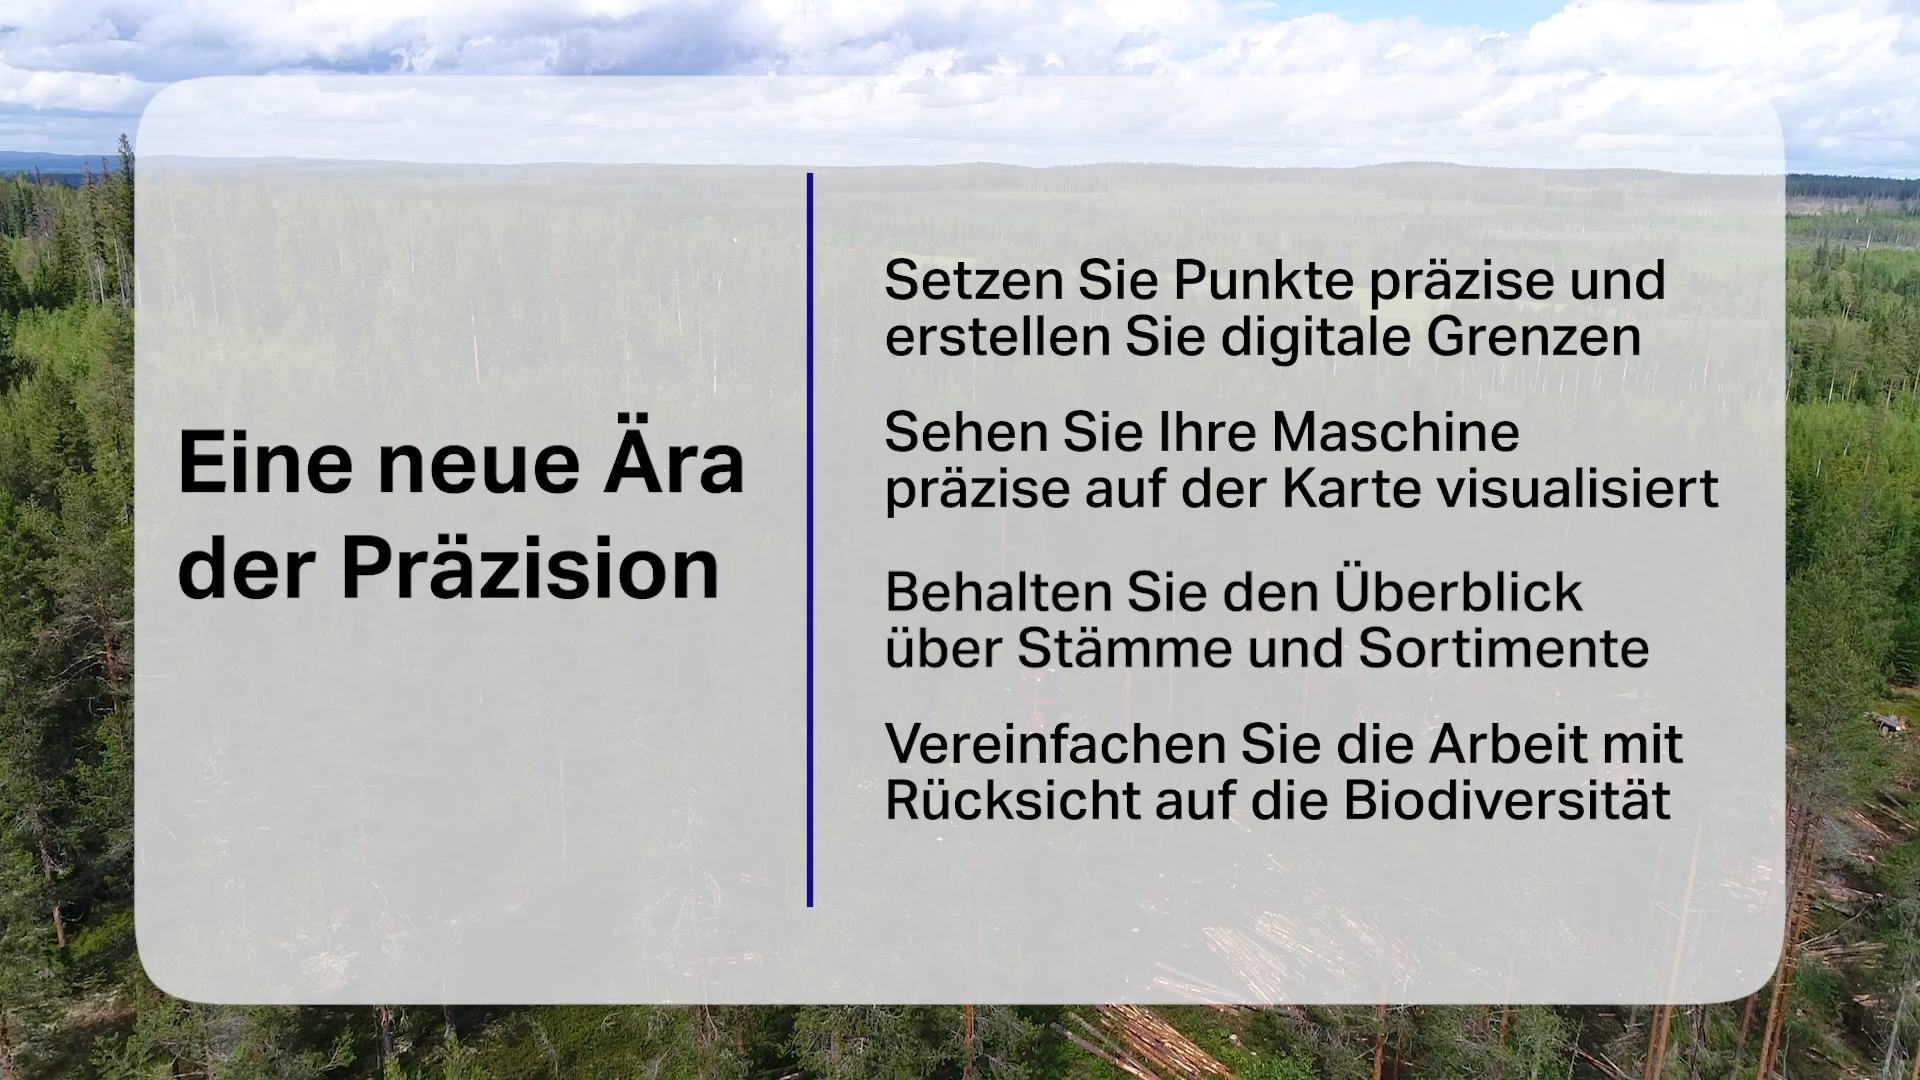 Eine neue Ära
der Präzision
Setzen Sie Punkte präzise und
erstellen Sie digitale Grenzen
Sehen Sie Ihre Maschine
präzise auf der Karte visualisiert
Behalten Sie den Überblick
über Stämme und Sortimente
Vereinfachen Sie die Arbeit mit
Rücksicht auf die Biodiversität